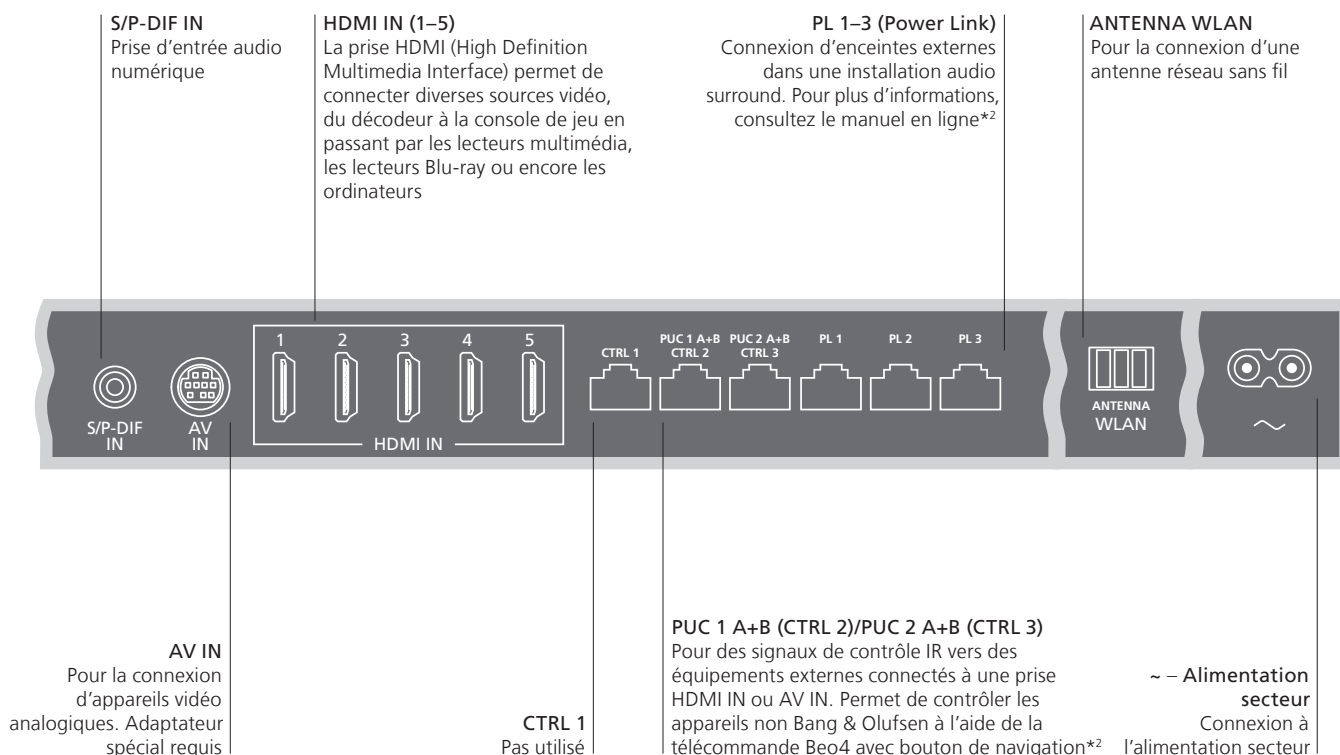 S/P-DIF IN
Prise d'entrée audio
numérique
HDMI IN (1–5)
La prise HDMI (High Definition
Multimedia Interface) permet de
connecter diverses sources vidéo,
du décodeur à la console de jeu en
passant par les lecteurs multimédia,
les lecteurs Blu-ray ou encore les
ordinateurs
PL 1–3 (Power Link)
Connexion d'enceintes externes
dans une installation audio
surround. Pour plus d'informations,
consultez le manuel en ligne*2
ANTENNA WLAN
Pour la connexion d'une
antenne réseau sans fil
S/P-DIF
IN
AV
IN
1 2 3 4 5
HDMI IN
CTRL 1
PUC 1 A+B
CTRL 2
PUC 2 A+B
CTRL 3
PL 1
PL 2
PL 3
ANTENNA
WLAN
~
AV IN
Pour la connexion
d'appareils vidéo
analogiques. Adaptateur
spécial requis
CTRL 1
Pas utilisé
PUC 1 A+B (CTRL 2)/PUC 2 A+B (CTRL 3)
Pour des signaux de contrôle IR vers des
équipements externes connectés à une prise
HDMI IN ou AV IN. Permet de contrôler les
appareils non Bang & Olufsen à l'aide de la
télécommande Beo4 avec bouton de navigation*2
~ – Alimentation
secteur
Connexion à
l'alimentation secteur